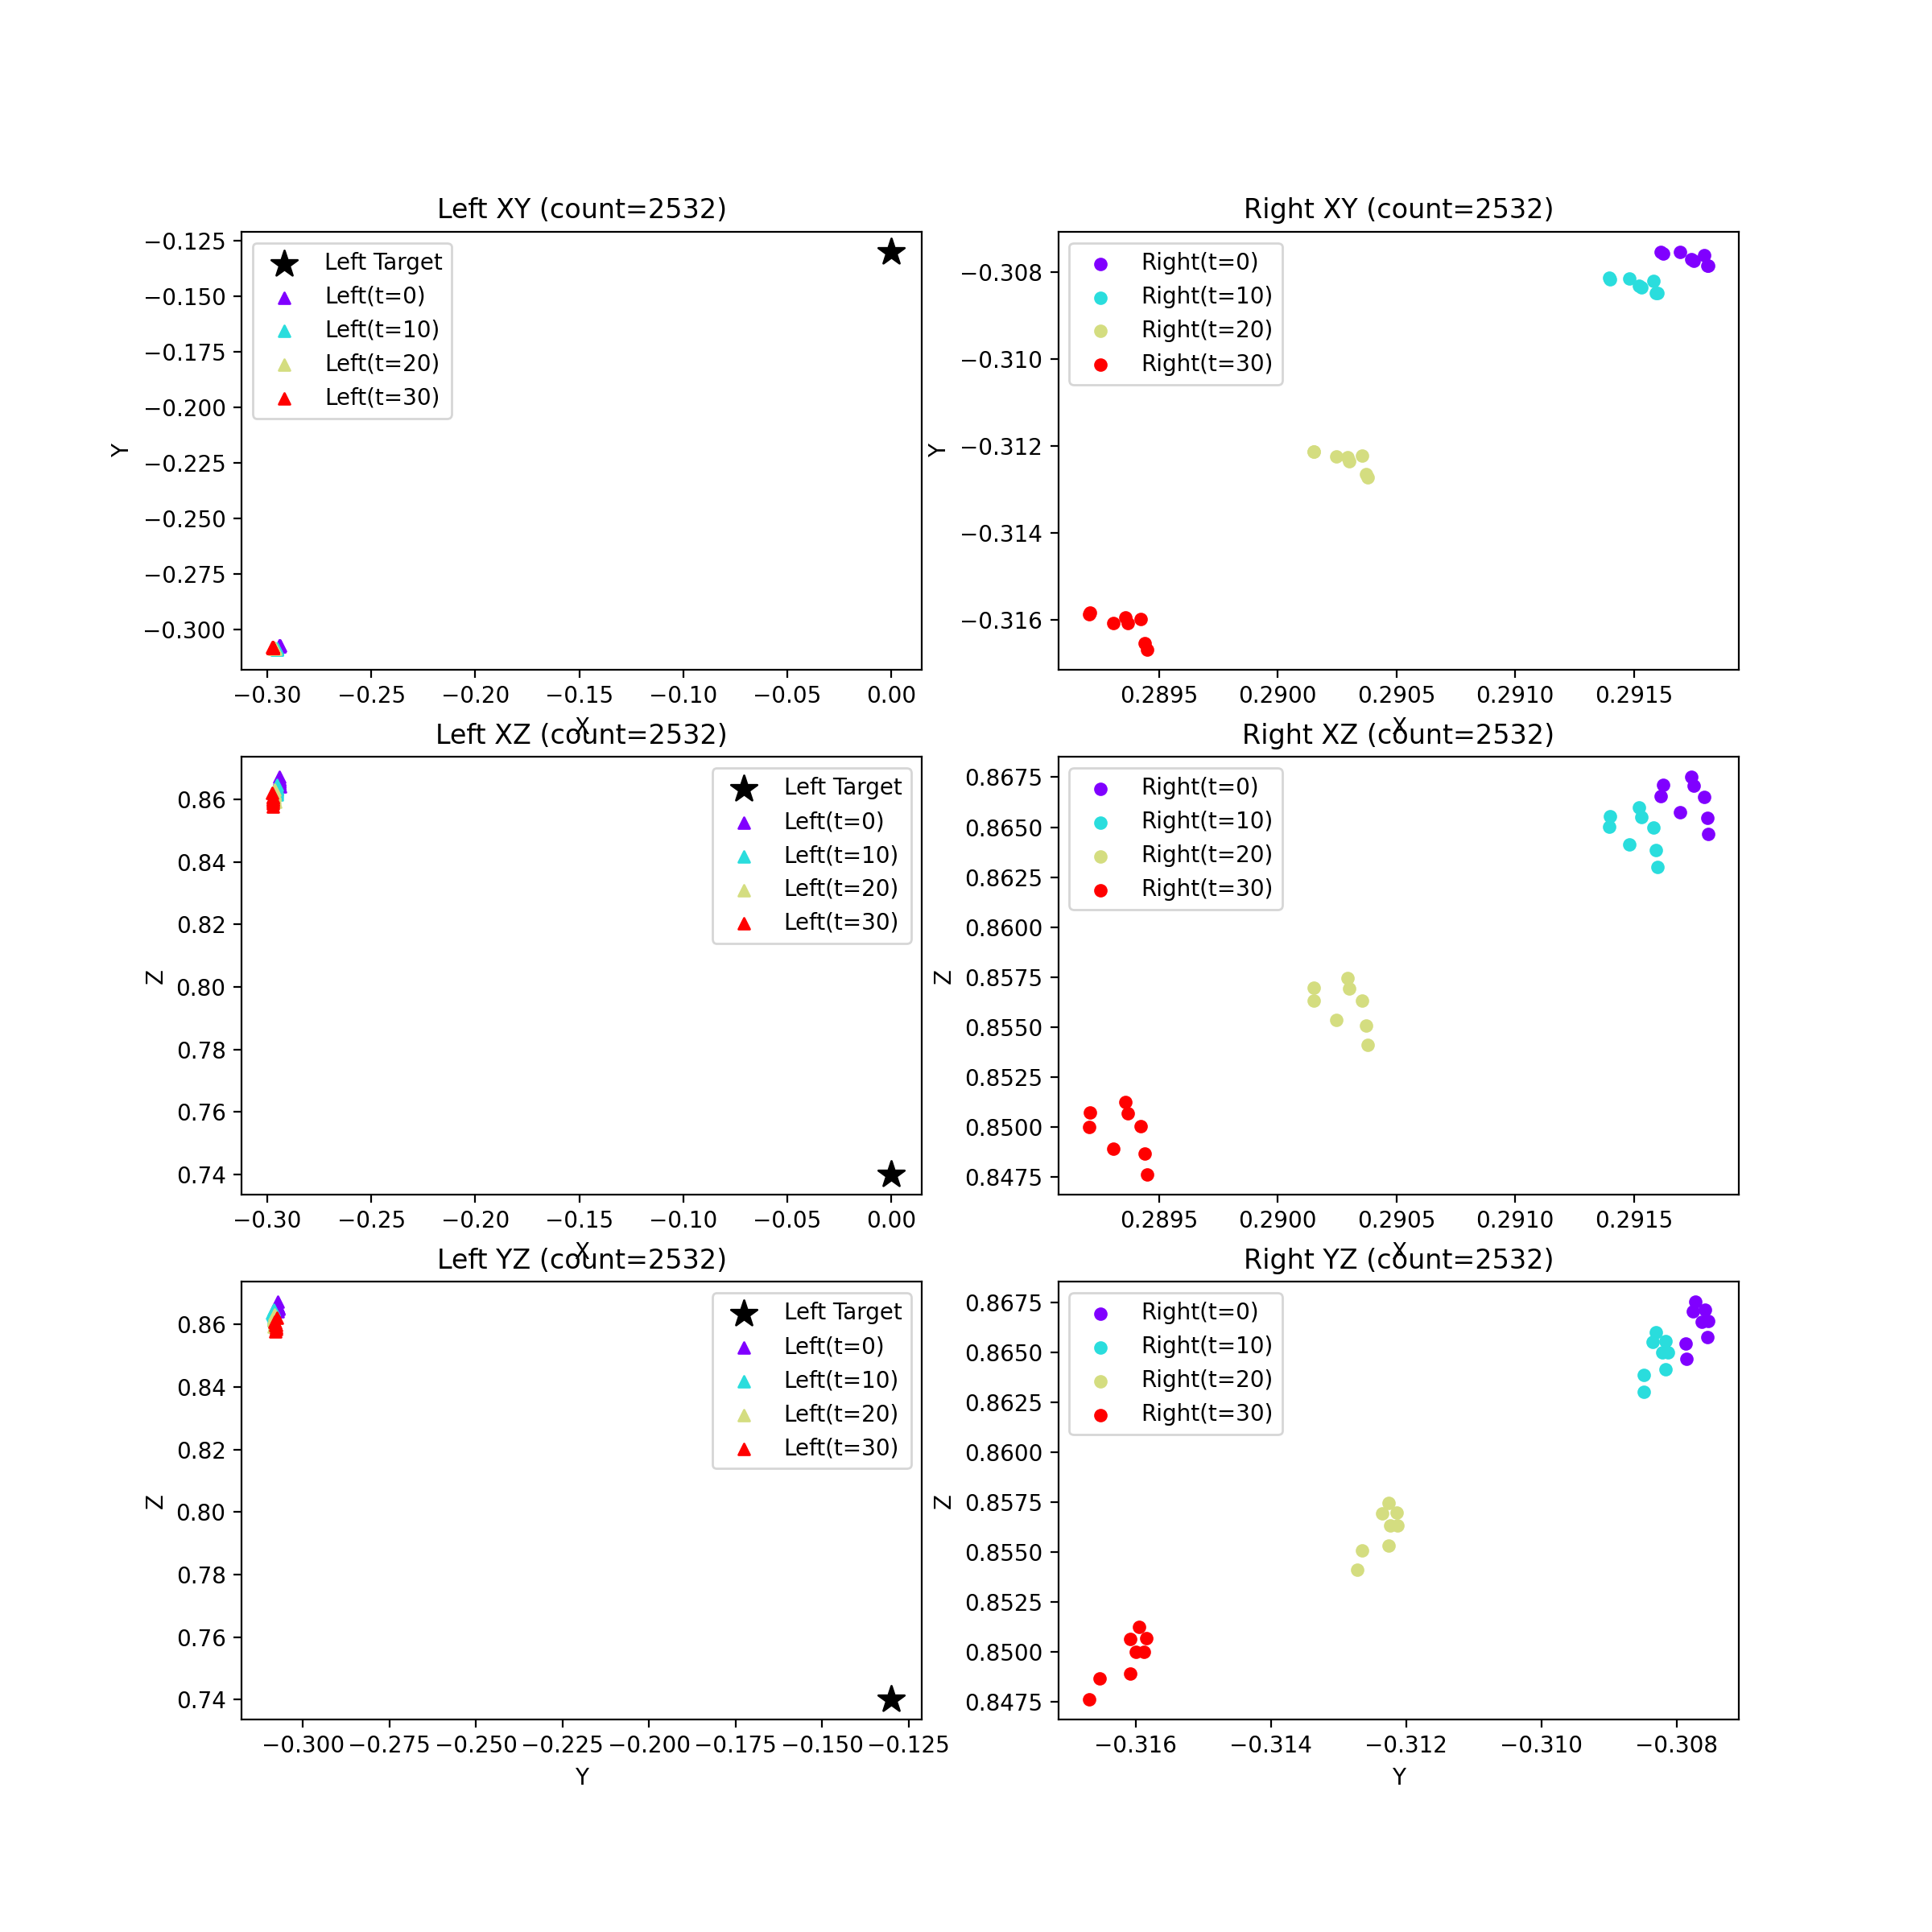 Left XY (count=2532)
Y
−0.125
−0.150
−0.175
−0.200
−0.225
−0.250
−0.275
−0.300
Left Target
Left(t=0)
Left(t=10)
Left(t=20)
Left(t=30)
−0.30 −0.25 −0.20 −0.15 −0.10 −0.05 0.00
X
Right XY (count=2532)
Y
−0.308
−0.310
−0.312
−0.314
−0.316
Right(t=0)
Right(t=10)
Right(t=20)
Right(t=30)
0.2895 0.2900 0.2905 0.2910 0.2915
X
Left XZ (count=2532)
Z
0.86
0.84
0.82
0.80
0.78
0.76
0.74
Left Target
Left(t=0)
Left(t=10)
Left(t=20)
Left(t=30)
−0.30 −0.25 −0.20 −0.15 −0.10 −0.05 0.00
X
Right XZ (count=2532)
Z
0.8675
0.8650
0.8625
0.8600
0.8575
0.8550
0.8525
0.8500
0.8475
Right(t=0)
Right(t=10)
Right(t=20)
Right(t=30)
0.2895 0.2900 0.2905 0.2910 0.2915
X
Left YZ (count=2532)
Z
0.86
0.84
0.82
0.80
0.78
0.76
0.74
Left Target
Left(t=0)
Left(t=10)
Left(t=20)
Left(t=30)
−0.300 −0.275 −0.250 −0.225 −0.200 −0.175 −0.150 −0.125
Y
Right YZ (count=2532)
Z
0.8675
0.8650
0.8625
0.8600
0.8575
0.8550
0.8525
0.8500
0.8475
Right(t=0)
Right(t=10)
Right(t=20)
Right(t=30)
−0.316 −0.314 −0.312 −0.310 −0.308
Y